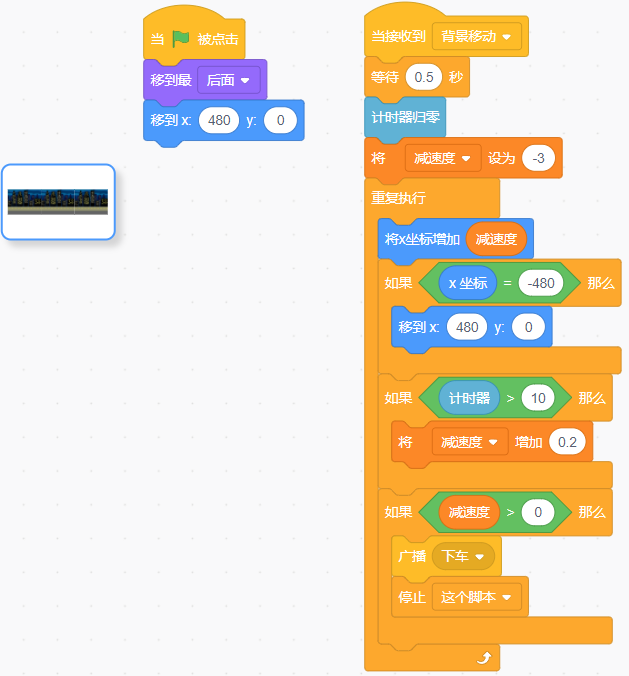 当 被点击
移到最 后面
移到 x: 480 y: 0
当接收到 背景移动
等待 0.5 秒
计时器归零
将 减速度 设为 -3
重复执行
将x坐标增加 减速度
如果 x 坐标 = -480 那么
移到 x: 480 y: 0
如果 计时器 > 10 那么
将 减速度 增加 0.2
如果 减速度 > 0 那么
广播 下车
停止 这个脚本